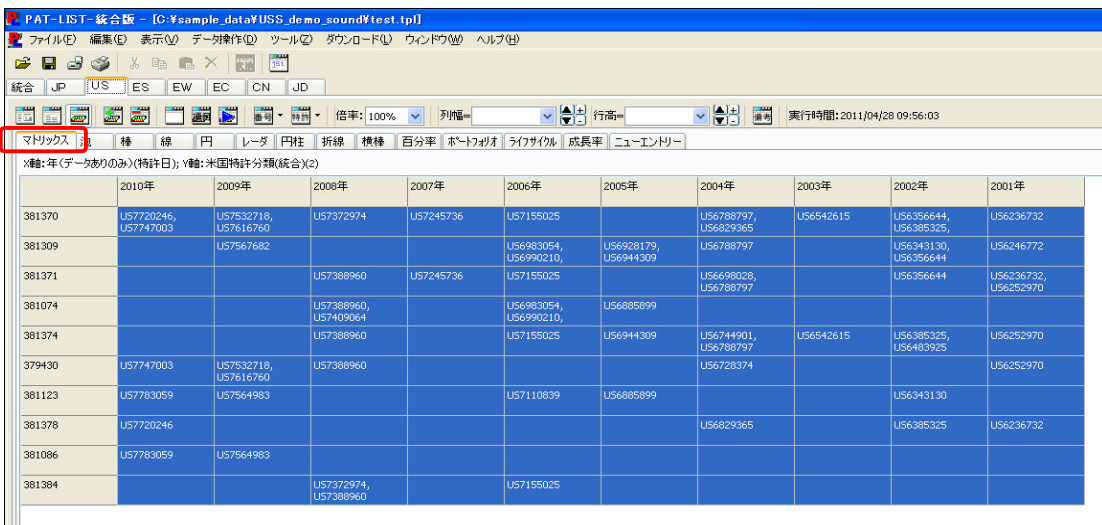 PAT-LIST-統合版 - [C:¥sample_data¥USS_demo_sound¥test.tpl]
ファイル(F) 編集(E) 表示(V) データ操作(D) ツール(Z) ダウンロード(L) ウィンドウ(W) ヘルプ(H)
統合 JP US ES EW EC CN JD
番号 特許 倍率: 100% 列幅= 行高= 備考 実行時間:2011/04/28 09:56:03
マトリックス 泡 棒 線 円 レーダ 円柱 折線 横棒 百分率 ポートフォリオ ライフサイクル 成長率 ニューエントリー
X軸:年(データありのみ)(特許日); Y軸:米国特許分類(統合)(2)
2010年 2009年 2008年 2007年 2006年 2005年 2004年 2003年 2002年 2001年
381370 US7720246, US7532718, US7372974 US7245736 US7155025 US6788797, US6542615 US6356644, US6236732
US7747003 US7616760 US6829365 US6385325,
381309 US7567682 US6983054, US6928179, US6788797 US6343130, US6246772
US6990210, US6944309 US6356644
381371 US7388960 US7245736 US7155025 US6698028, US6356644 US6236732,
US6788797 US6252970
381074 US7388960, US6983054, US6885899
US7409064 US6990210,
381374 US7388960 US7155025 US6944309 US6744901, US6542615 US6385325, US6252970
US6788797 US6483925
379430 US7747003 US7532718, US7388960 US6728374 US6252970
US7616760
381123 US7783059 US7564983 US7110839 US6885899 US6343130
381378 US7720246 US6829365 US6385325 US6236732
381086 US7783059 US7564983
381384 US7372974, US7155025
US7388960